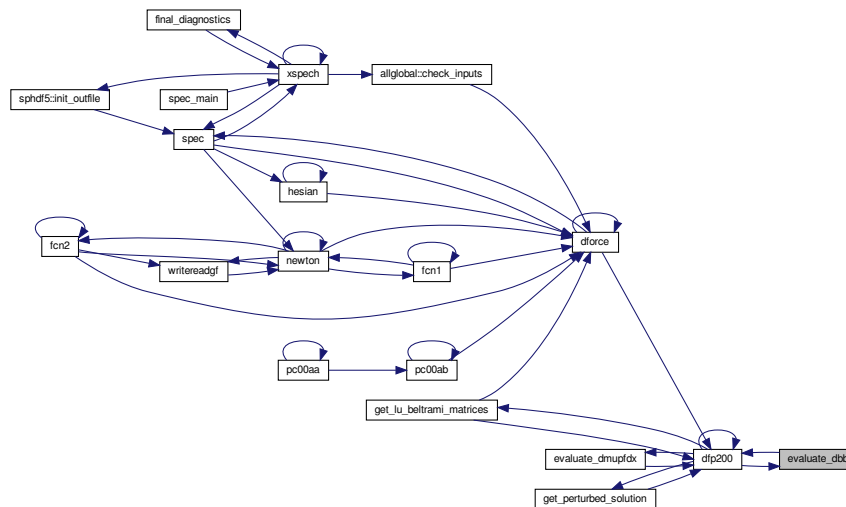 final_diagnostics
xspech
allglobal::check_inputs
sphdf5::init_outfile
spec_main
spec
hesian
dforce
fcn2
newton
writereadgf
fcn1
pc00aa
pc00ab
get_lu_beltrami_matrices
evaluate_dmupfdx
dfp200
evaluate_dbb
get_perturbed_solution